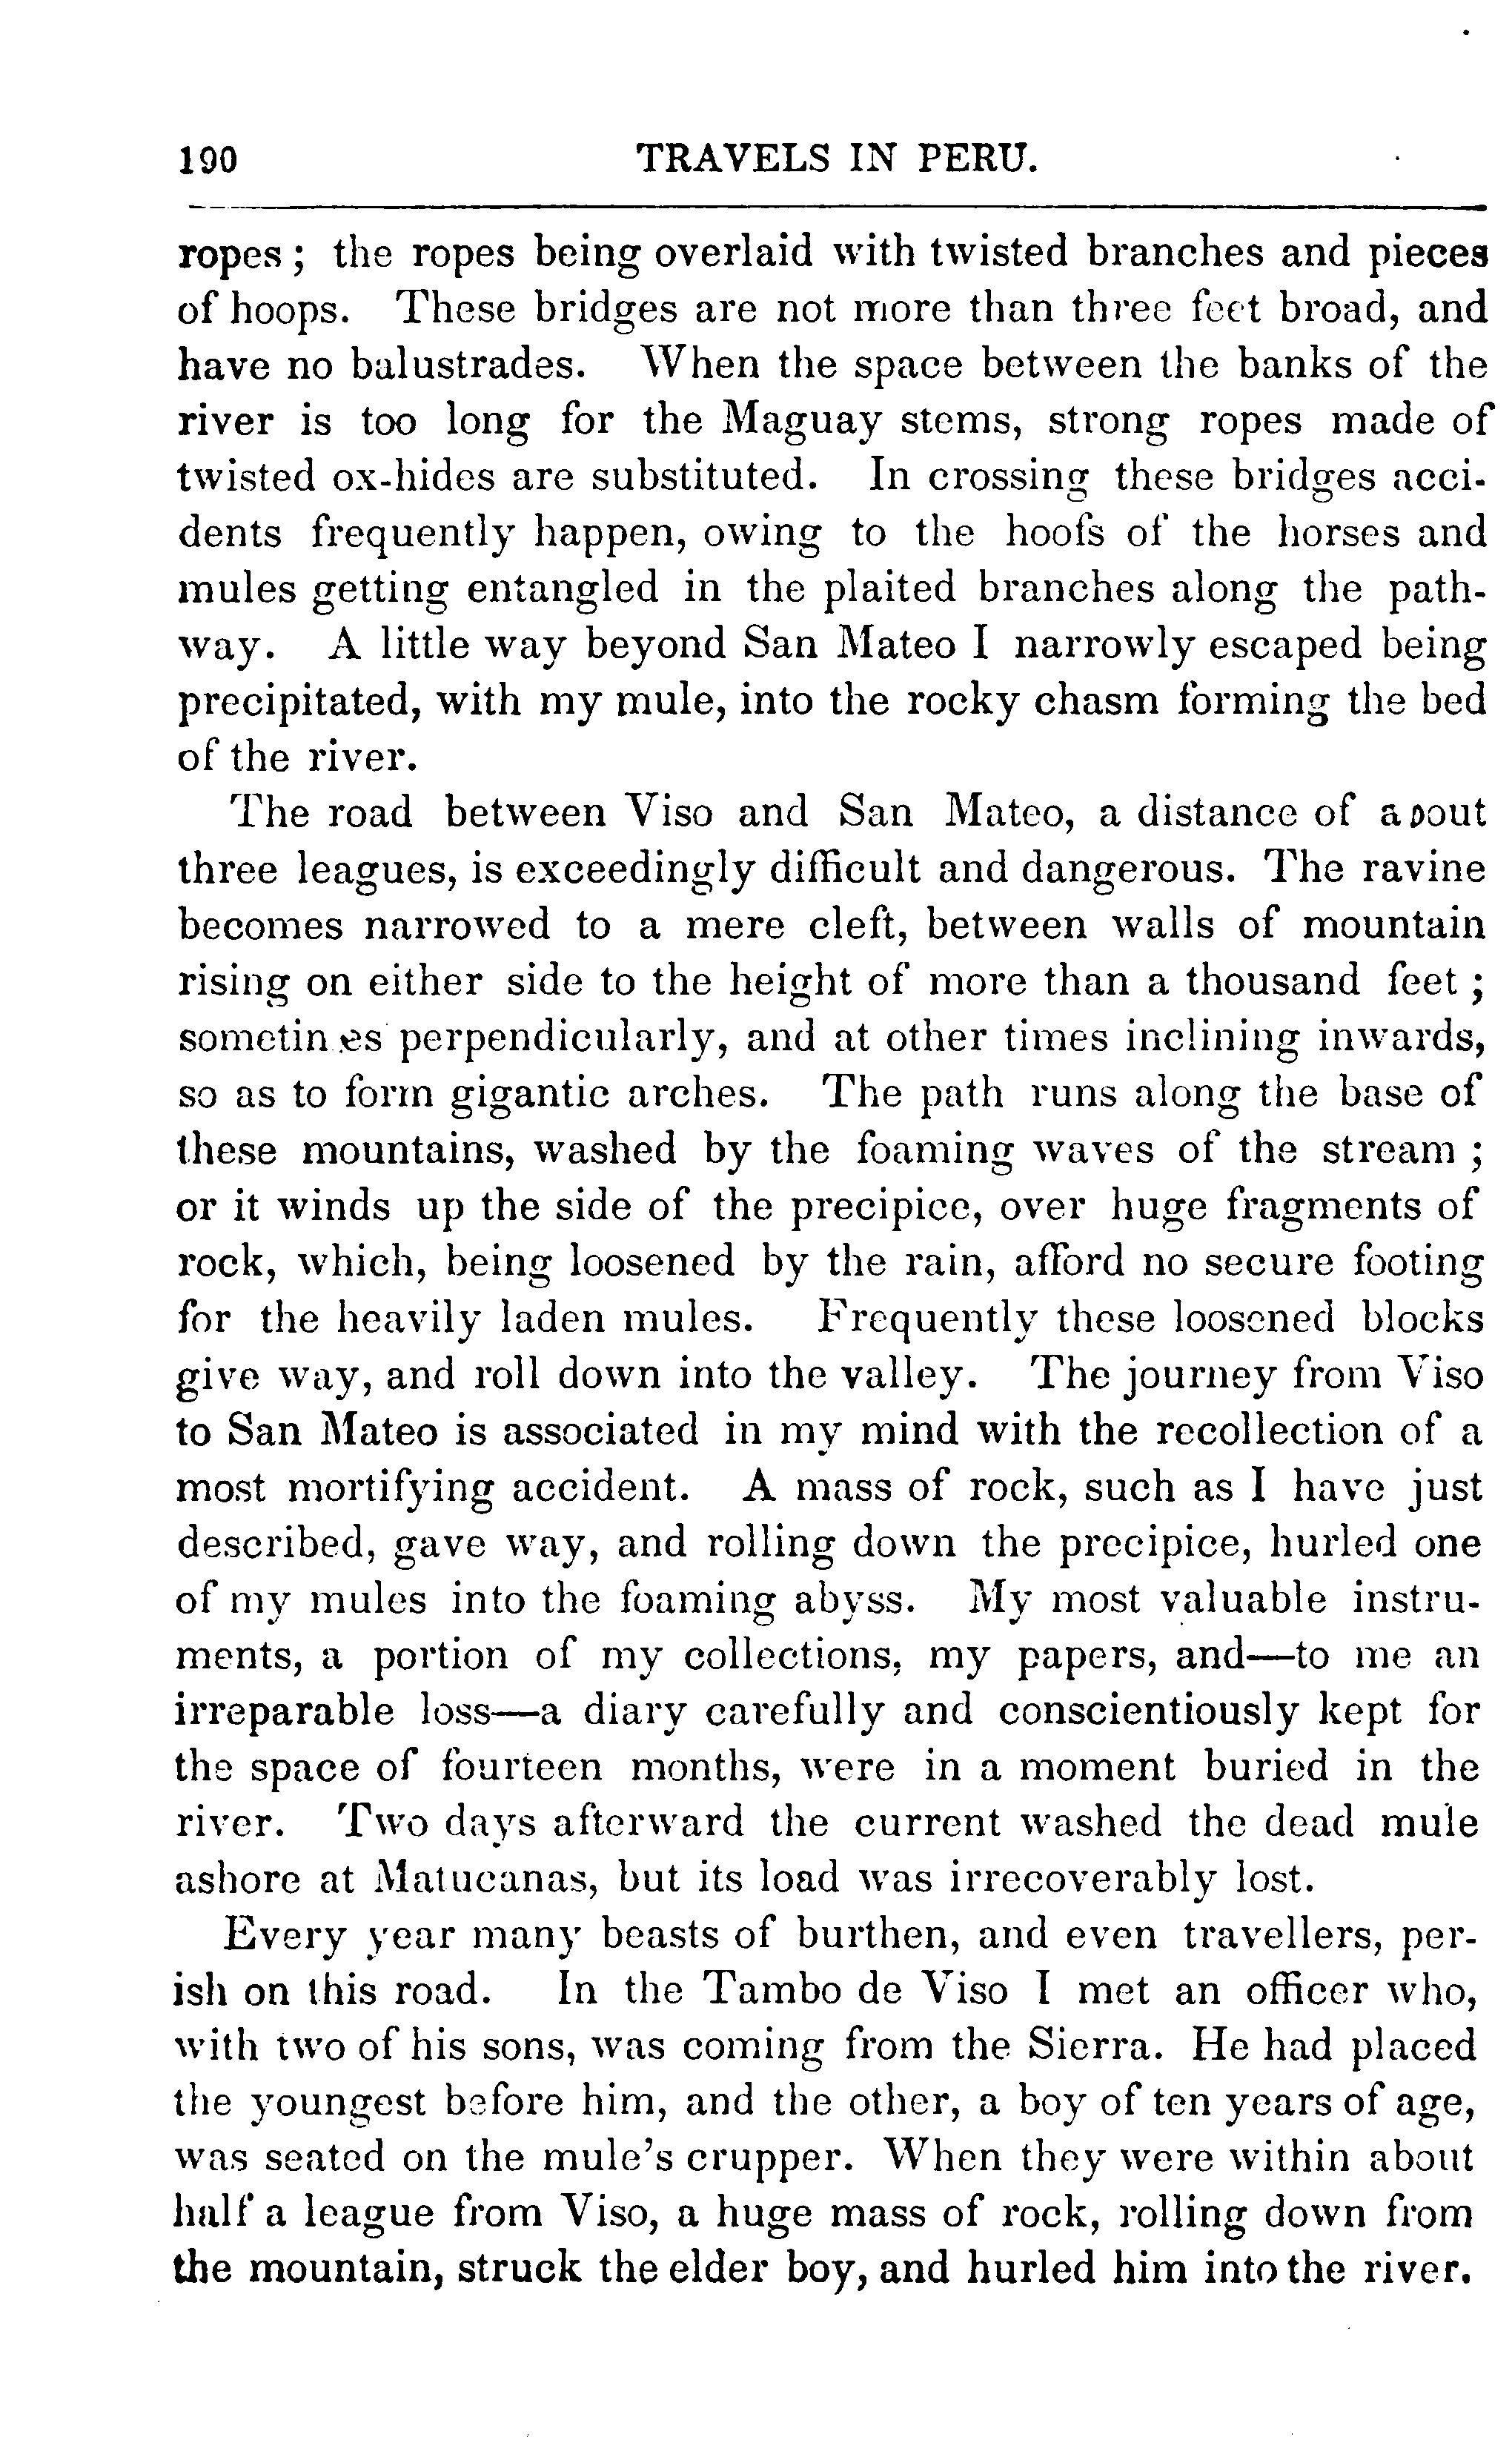 190 TRAVELS IN PERU.
ropes; the ropes being overlaid with twisted branches and pieces
of hoops. These bridges are not more than three feet broad, and
have no balustrades. When the space between the banks of the
river is too long for the Maguay stems, strong ropes made of
twisted ox-hides are substituted. In crossing these bridges acci-
dents frequently happen, owing to the hoofs of the horses and
mules getting entangled in the plaited branches along the path-
way. A little way beyond San Mateo I narrowly escaped being
precipitated, with my mule, into the rocky chasm forming the bed
of the river.
The road between Viso and San Mateo, a distance of about
three leagues, is exceedingly difficult and dangerous. The ravine
becomes narrowed to a mere cleft, between walls of mountain
rising on either side to the height of more than a thousand feet;
sometimes perpendicularly, and at other times inclining inwards,
so as to form gigantic arches. The path runs along the base of
these mountains, washed by the foaming waves of the stream;
or it winds up the side of the precipice, over huge fragments of
rock, which, being loosened by the rain, afford no secure footing
for the heavily laden mules. Frequently these loosened blocks
give way, and roll down into the valley. The journey from Viso
to San Mateo is associated in my mind with the recollection of a
most mortifying accident. A mass of rock, such as I have just
described, gave way, and rolling down the precipice, hurled one
of my mules into the foaming abyss. My most valuable instru-
ments, a portion of my collections, my papers, and—to me an
irreparable loss—a diary carefully and conscientiously kept for
the space of fourteen months, were in a moment buried in the
river. Two days afterward the current washed the dead mule
ashore at Matucanas, but its load was irrecoverably lost.
Every year many beasts of burthen, and even travellers, per-
ish on this road. In the Tambo de Viso I met an officer who,
with two of his sons, was coming from the Sierra. He had placed
the youngest before him, and the other, a boy of ten years of age,
was seated on the mule's crupper. When they were within about
half a league from Viso, a huge mass of rock, rolling down from
the mountain, struck the elder boy, and hurled him into the river.